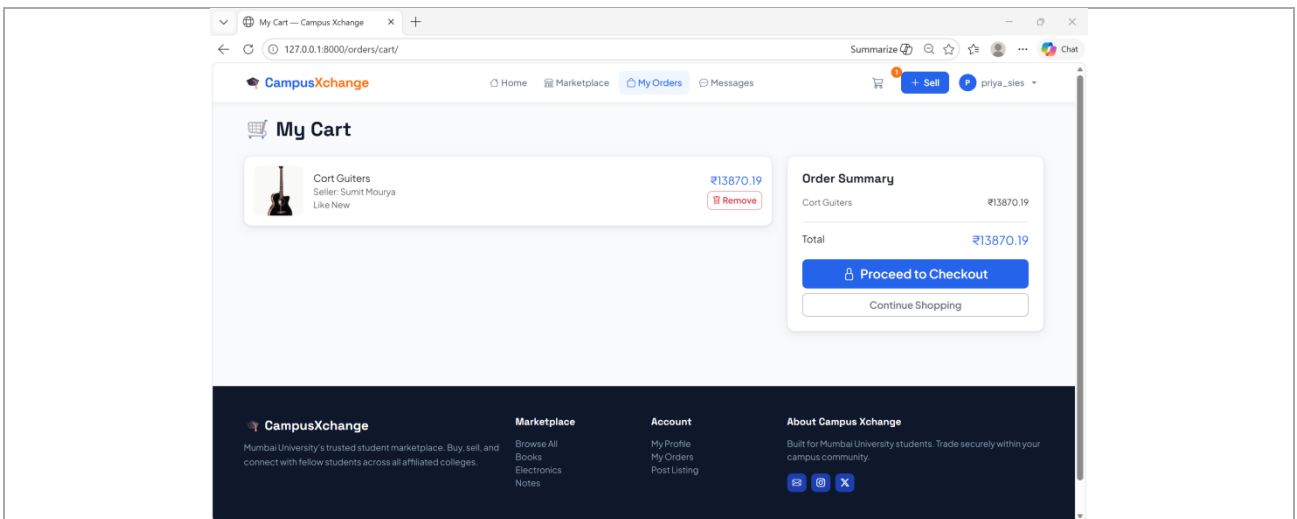 My Cart — Campus Xchange
127.0.0.1:8000/orders/cart/
Summarize
Chat
CampusXchange
Home
Marketplace
My Orders
Messages
1
+ Sell
P
priya_sies
My Cart
Cort Guiters
Seller: Sumit Mourya
Like New
₹13870.19
Remove
Order Summary
Cort Guiters ₹13870.19
Total ₹13870.19
Proceed to Checkout
Continue Shopping
CampusXchange
Mumbai University's trusted student marketplace. Buy, sell, and
connect with fellow students across all affiliated colleges.
Marketplace
Browse All
Books
Electronics
Notes
Account
My Profile
My Orders
Post Listing
About Campus Xchange
Built for Mumbai University students. Trade securely within your
campus community.